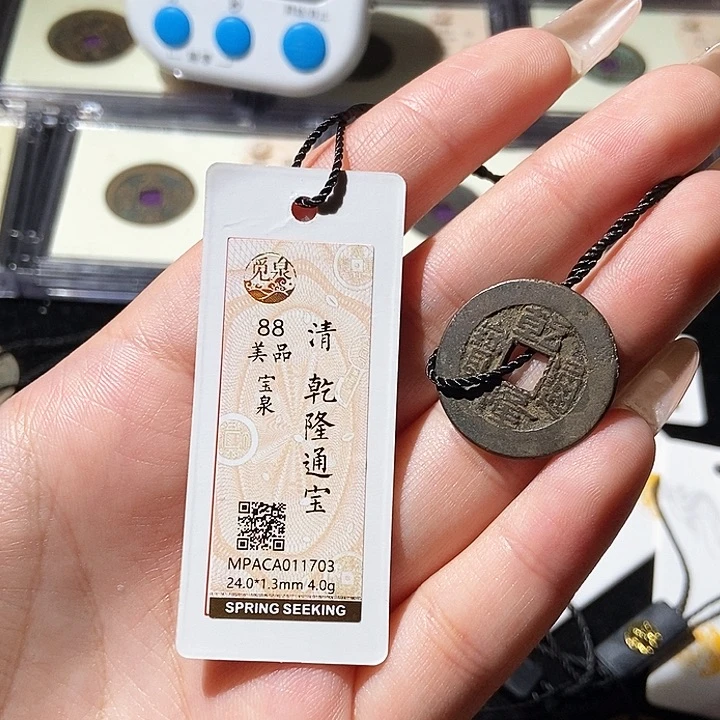 觅泉
88
美品
宝泉
清 乾隆通宝
MPACA011703
24.0*1.3mm 4.0g
SPRING SEEKING